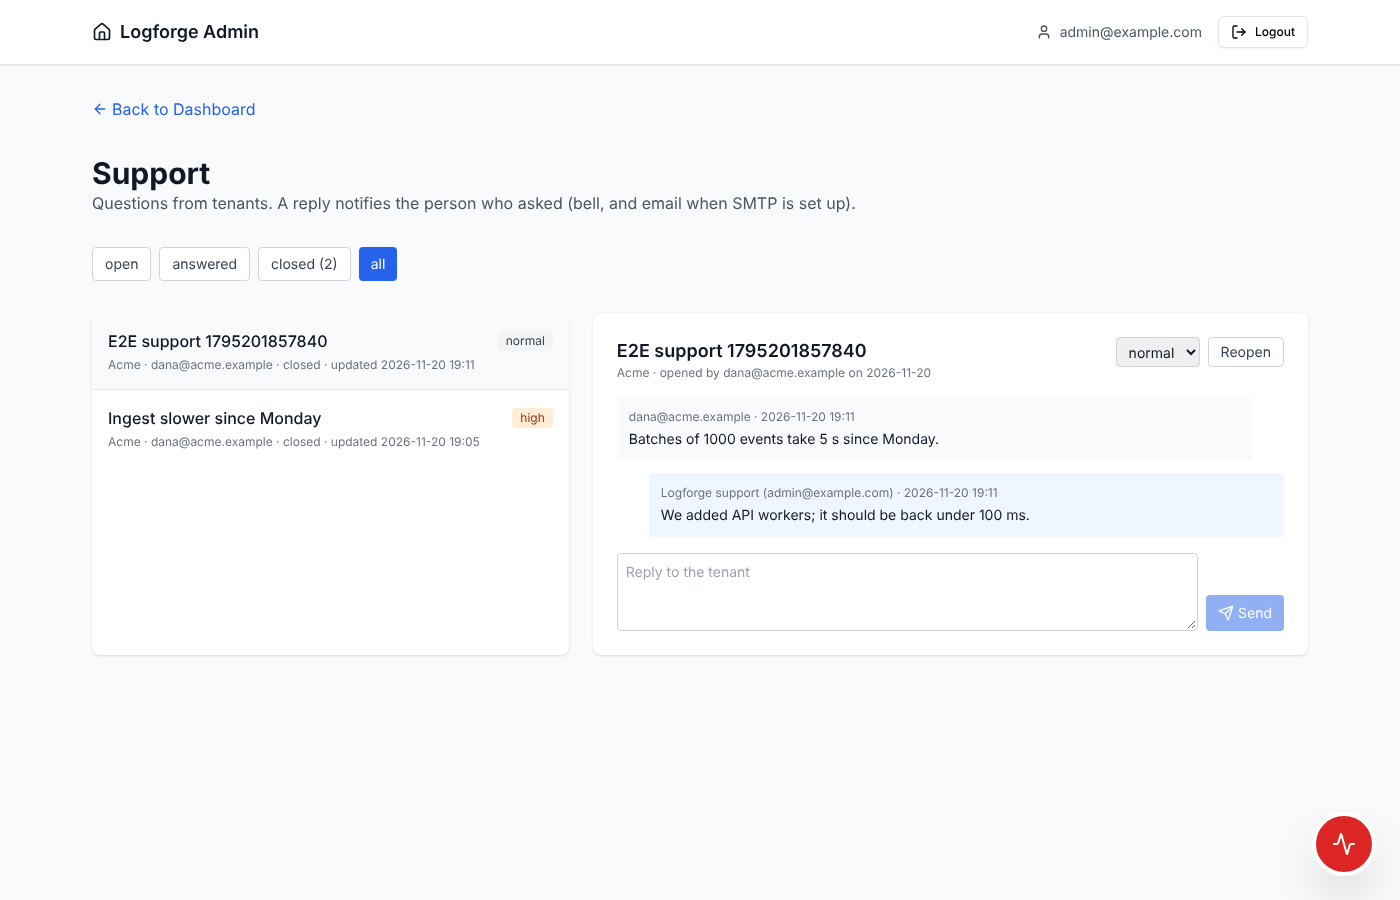 Logforge Admin
admin@example.com
Logout
Back to Dashboard
Support
Questions from tenants. A reply notifies the person who asked (bell, and email when SMTP is set up).
open
answered
closed (2)
all
E2E support 1795201857840
normal
Acme · dana@acme.example · closed · updated 2026-11-20 19:11
Ingest slower since Monday
high
Acme · dana@acme.example · closed · updated 2026-11-20 19:05
E2E support 1795201857840
normal
Reopen
Acme · opened by dana@acme.example on 2026-11-20
dana@acme.example · 2026-11-20 19:11
Batches of 1000 events take 5 s since Monday.
Logforge support (admin@example.com) · 2026-11-20 19:11
We added API workers; it should be back under 100 ms.
Reply to the tenant
Send